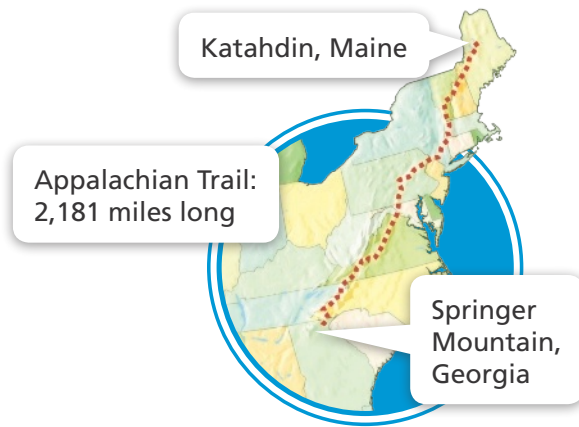 Katahdin, Maine
Appalachian Trail:
2,181 miles long
Springer
Mountain,
Georgia